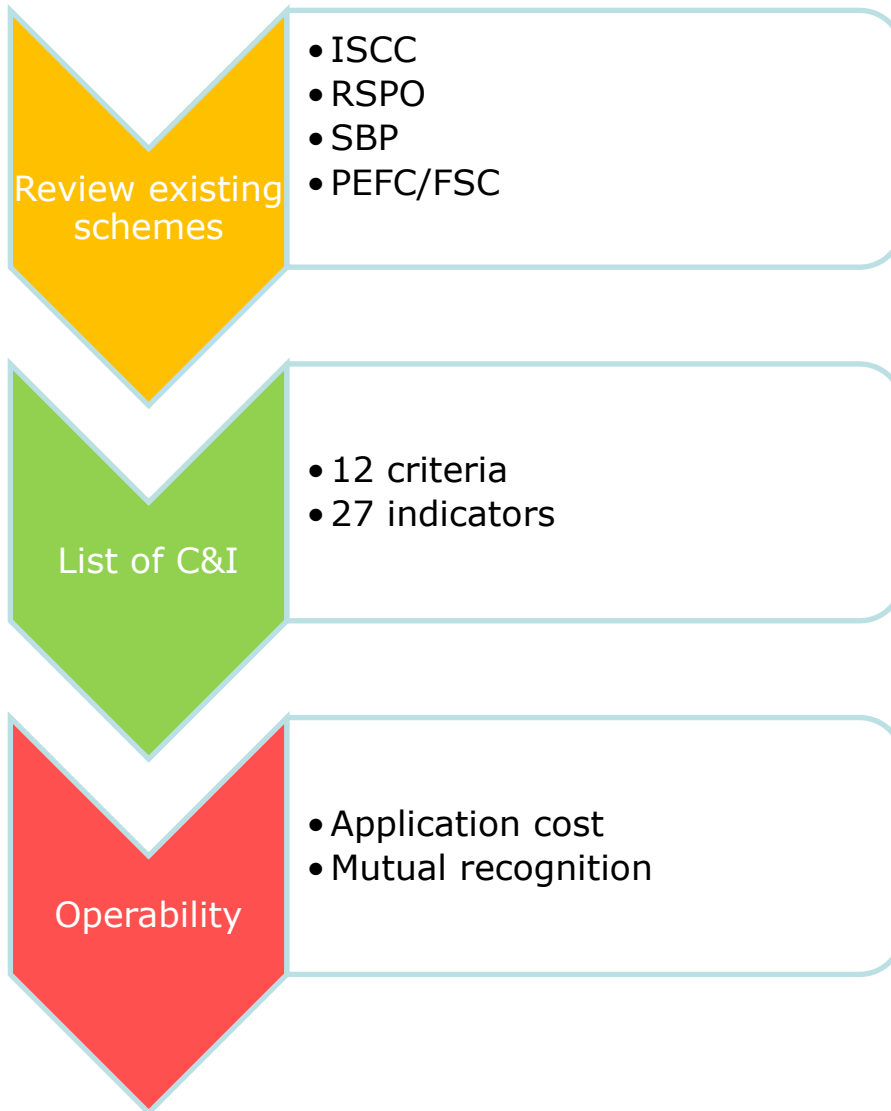 Review existing
schemes
• ISCC
• RSPO
• SBP
• PEFC/FSC
List of C&I
• 12 criteria
• 27 indicators
Operability
• Application cost
• Mutual recognition